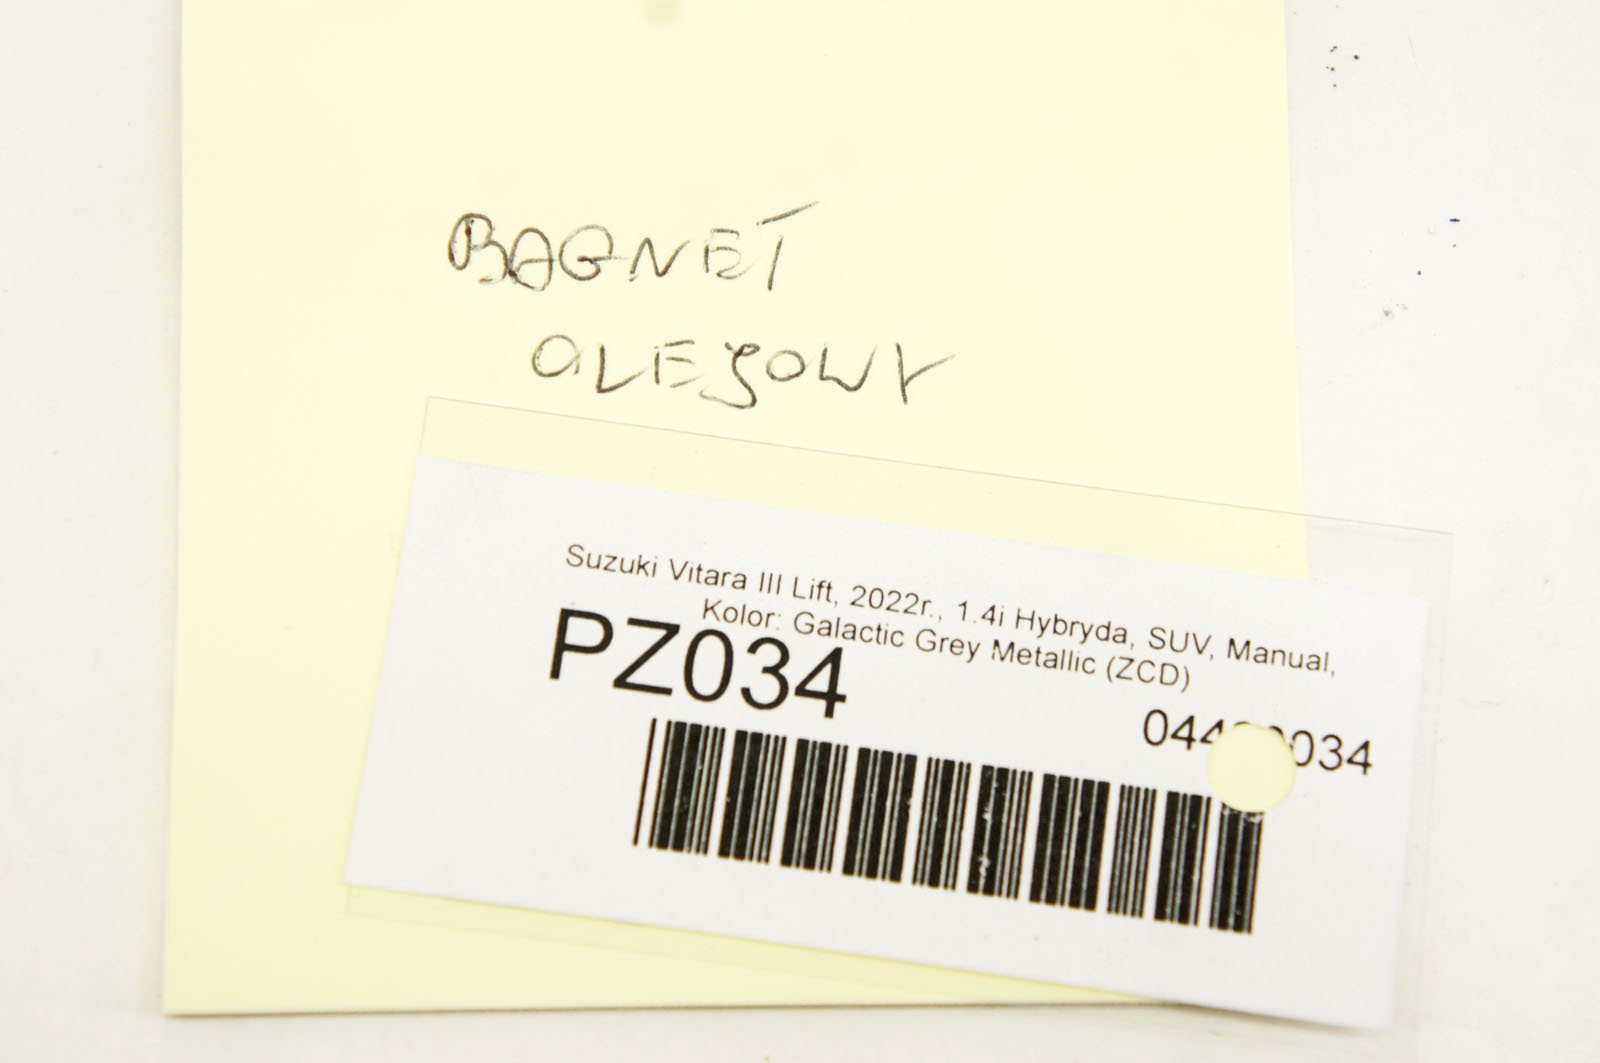 BAGNET
OLEJOWY
Suzuki Vitara III Lift, 2022r., 1.4i Hybryda, SUV, Manual,
Kolor: Galactic Grey Metallic (ZCD)
PZ034